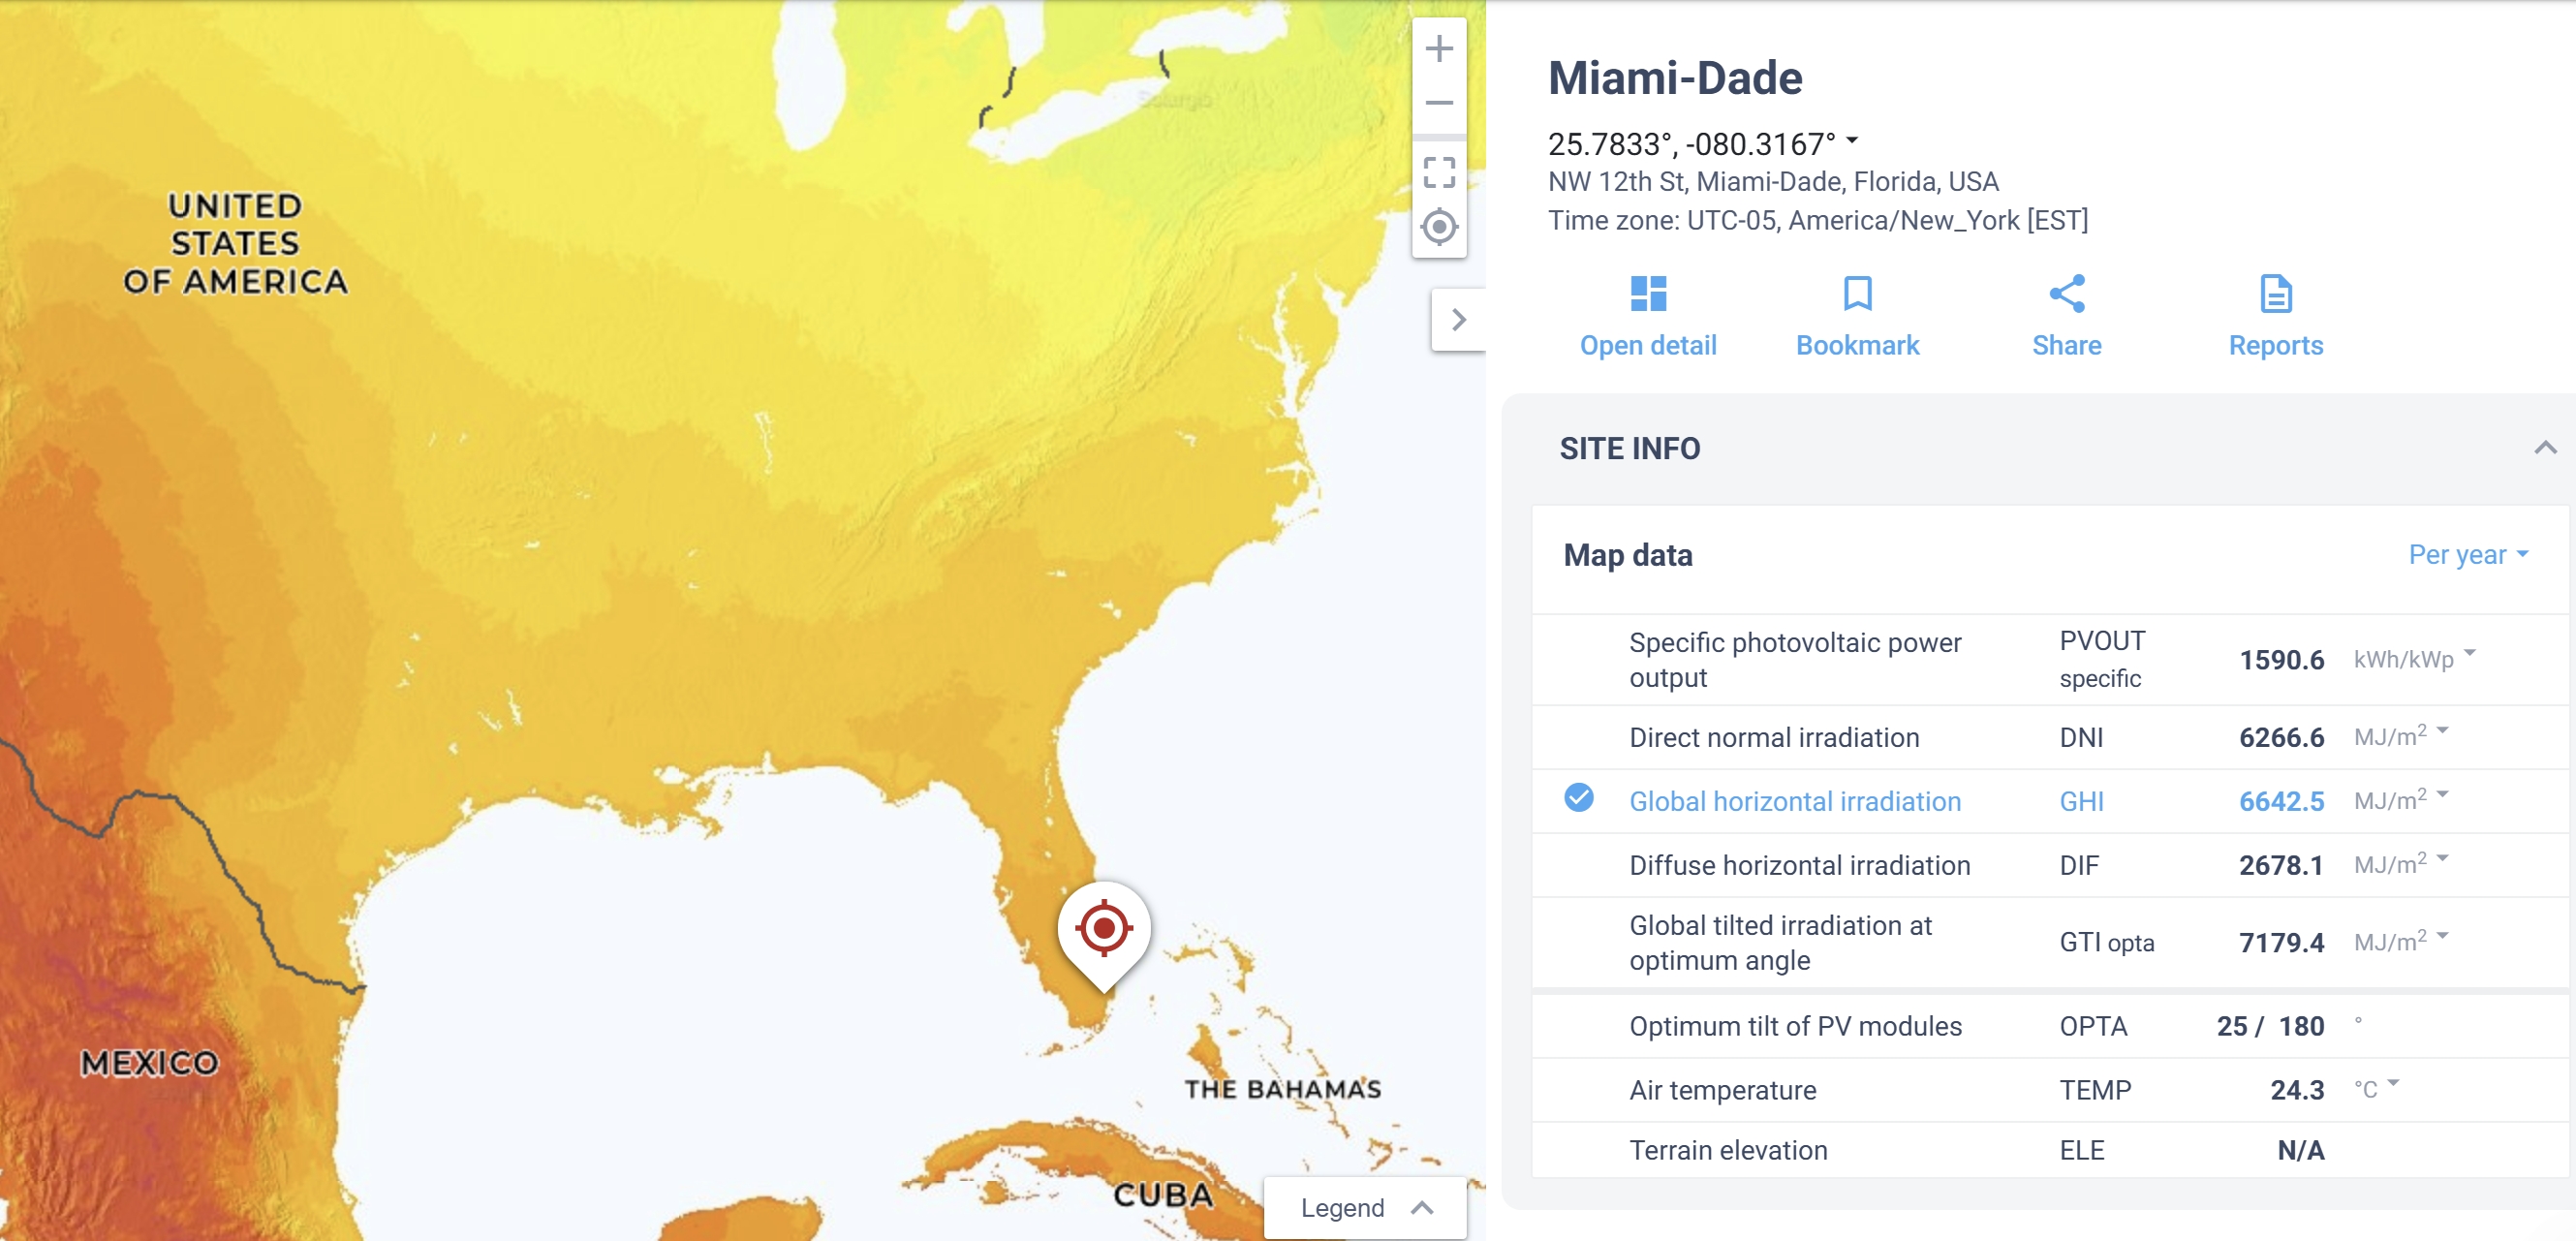 UNITED
STATES
OF AMERICA
MEXICO
THE BAHAMAS
CUBA
Solargis
Legend
Miami-Dade
25.7833°, -080.3167°
NW 12th St, Miami-Dade, Florida, USA
Time zone: UTC-05, America/New_York [EST]
Open detail Bookmark Share Reports
SITE INFO
Map data Per year
Specific photovoltaic power
output PVOUT
specific 1590.6 kWh/kWp
Direct normal irradiation DNI 6266.6 MJ/m²
Global horizontal irradiation GHI 6642.5 MJ/m²
Diffuse horizontal irradiation DIF 2678.1 MJ/m²
Global tilted irradiation at
optimum angle GTI opta 7179.4 MJ/m²
Optimum tilt of PV modules OPTA 25 / 180 °
Air temperature TEMP 24.3 °C
Terrain elevation ELE N/A